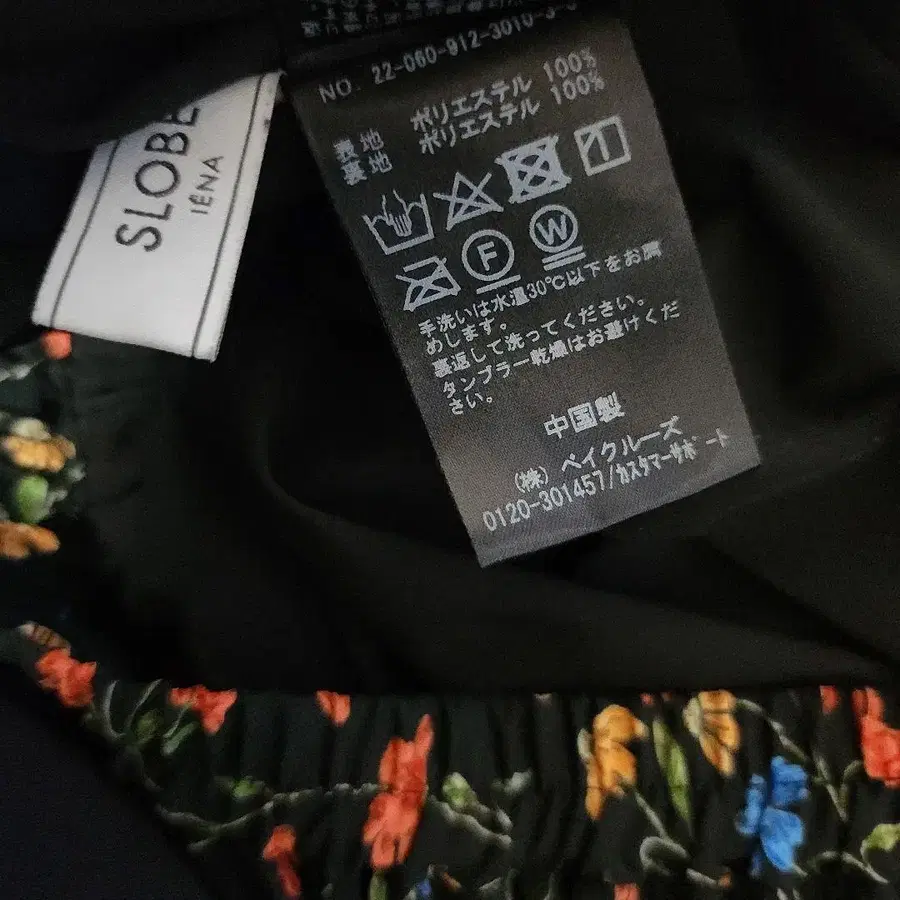 SLOBE
IÉNA
NO. 22-060-912-3010-3-
表地 ポリエステル 100%
裏地 ポリエステル 100%
F
W
手洗いは水温30℃以下をお薦
めします。
裏返して洗ってください。
タンブラー乾燥はお避けくだ
さい。
中国製
(株) ベイクルーズ
0120-301457/カスタマーサポート